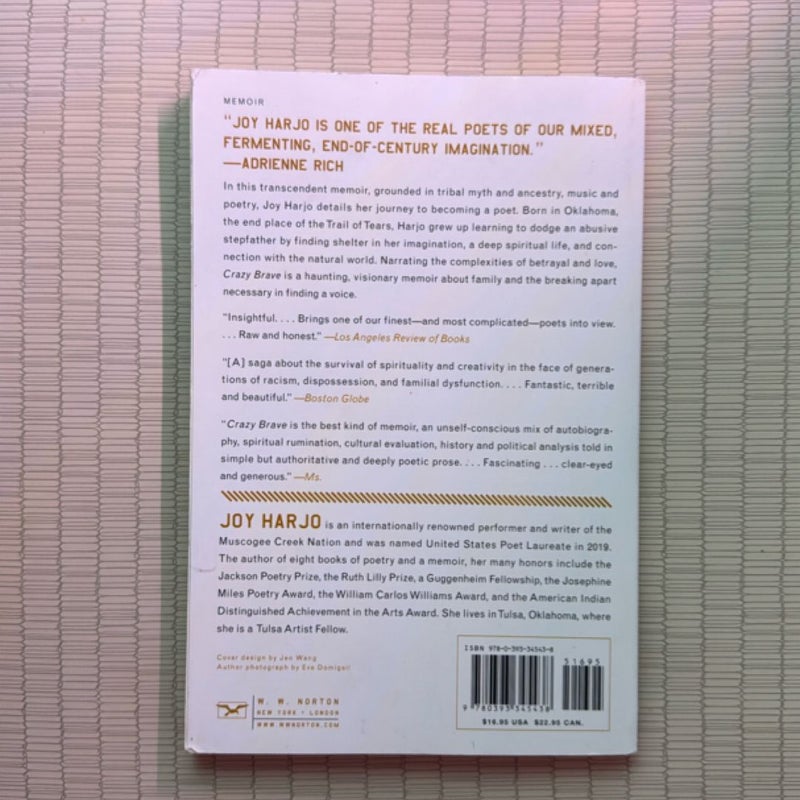 MEMOIR
"JOY HARJO IS ONE OF THE REAL POETS OF OUR MIXED,
FERMENTING, END-OF-CENTURY IMAGINATION."
—ADRIENNE RICH
In this transcendent memoir, grounded in tribal myth and ancestry, music and
poetry, Joy Harjo details her journey to becoming a poet. Born in Oklahoma,
the end place of the Trail of Tears, Harjo grew up learning to dodge an abusive
stepfather by finding shelter in her imagination, a deep spiritual life, and con-
nection with the natural world. Narrating the complexities of betrayal and love,
Crazy Brave is a haunting, visionary memoir about family and the breaking apart
necessary in finding a voice.
"Insightful. . . . Brings one of our finest—and most complicated—poets into view.
. . . Raw and honest." —Los Angeles Review of Books
"[A] saga about the survival of spirituality and creativity in the face of genera-
tions of racism, dispossession, and familial dysfunction. . . . Fantastic, terrible
and beautiful." —Boston Globe
"Crazy Brave is the best kind of memoir, an unself-conscious mix of autobiogra-
phy, spiritual rumination, cultural evaluation, history and political analysis told in
simple but authoritative and deeply poetic prose. . . . Fascinating . . . clear-eyed
and generous." —Ms.
JOY HARJO is an internationally renowned performer and writer of the
Muscogee Creek Nation and was named United States Poet Laureate in 2019.
The author of eight books of poetry and a memoir, her many honors include the
Jackson Poetry Prize, the Ruth Lilly Prize, a Guggenheim Fellowship, the Josephine
Miles Poetry Award, the William Carlos Williams Award, and the American Indian
Distinguished Achievement in the Arts Award. She lives in Tulsa, Oklahoma, where
she is a Tulsa Artist Fellow.
Cover design by Jen Wang
Author photograph by Eve Domigoll
W. W. NORTON
NEW YORK • LONDON
WWW.WWNORTON.COM
ISBN 978-0-393-34543-8
51695
9 780393 345438
$16.95 USA $22.95 CAN.